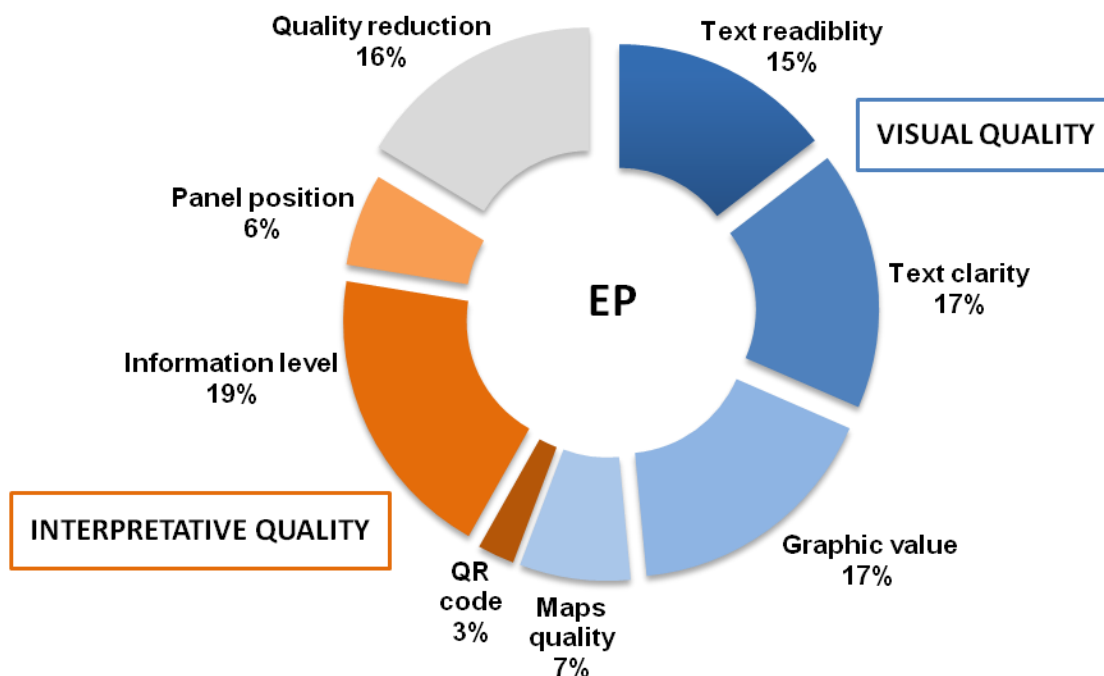 Quality reduction
16%
Text readiblity
15%
VISUAL QUALITY
Panel position
6%
Text clarity
17%
EP
Information level
19%
INTERPRETATIVE QUALITY
Graphic value
17%
QR
code
3%
Maps
quality
7%